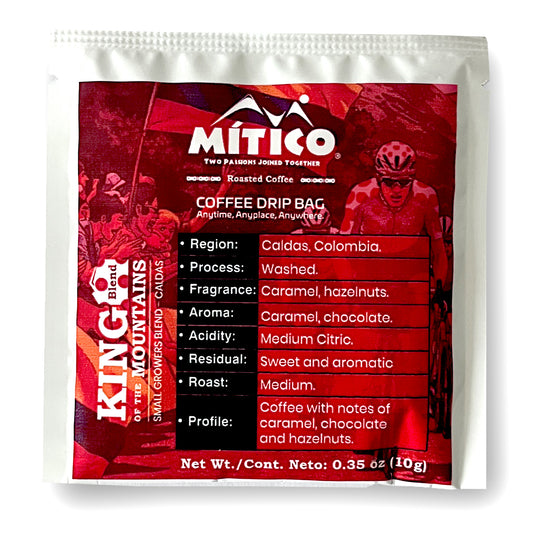 MÍTICO®
TWO PASSIONS JOINED TOGETHER
Roasted Coffee
COFFEE DRIP BAG
Anytime, Anyplace, Anywhere.
• Region: Caldas, Colombia.
• Process: Washed.
• Fragrance: Caramel, hazelnuts.
• Aroma: Caramel, chocolate.
• Acidity: Medium Citric.
• Residual: Sweet and aromatic
• Roast: Medium.
• Profile: Coffee with notes of
caramel, chocolate
and hazelnuts.
Net Wt./Cont. Neto: 0.35 oz (10g)
KING Blend
OF THE MOUNTAINS
SMALL GROWERS BLEND - CALDAS